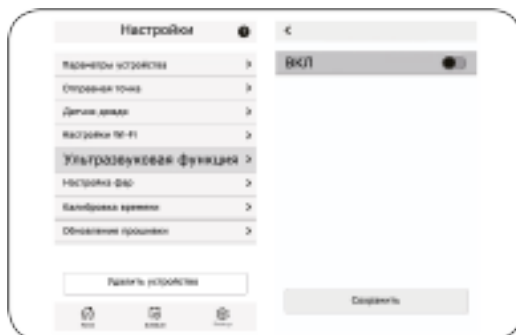 Настройки
Параметры устройства
Отправная точка
Датчик дождя
Настройки Wi-Fi
Ультразвуковая функция
Настройка фар
Калибровка времени
Обновление прошивки
Удалить устройство
ВКЛ
Сохранить